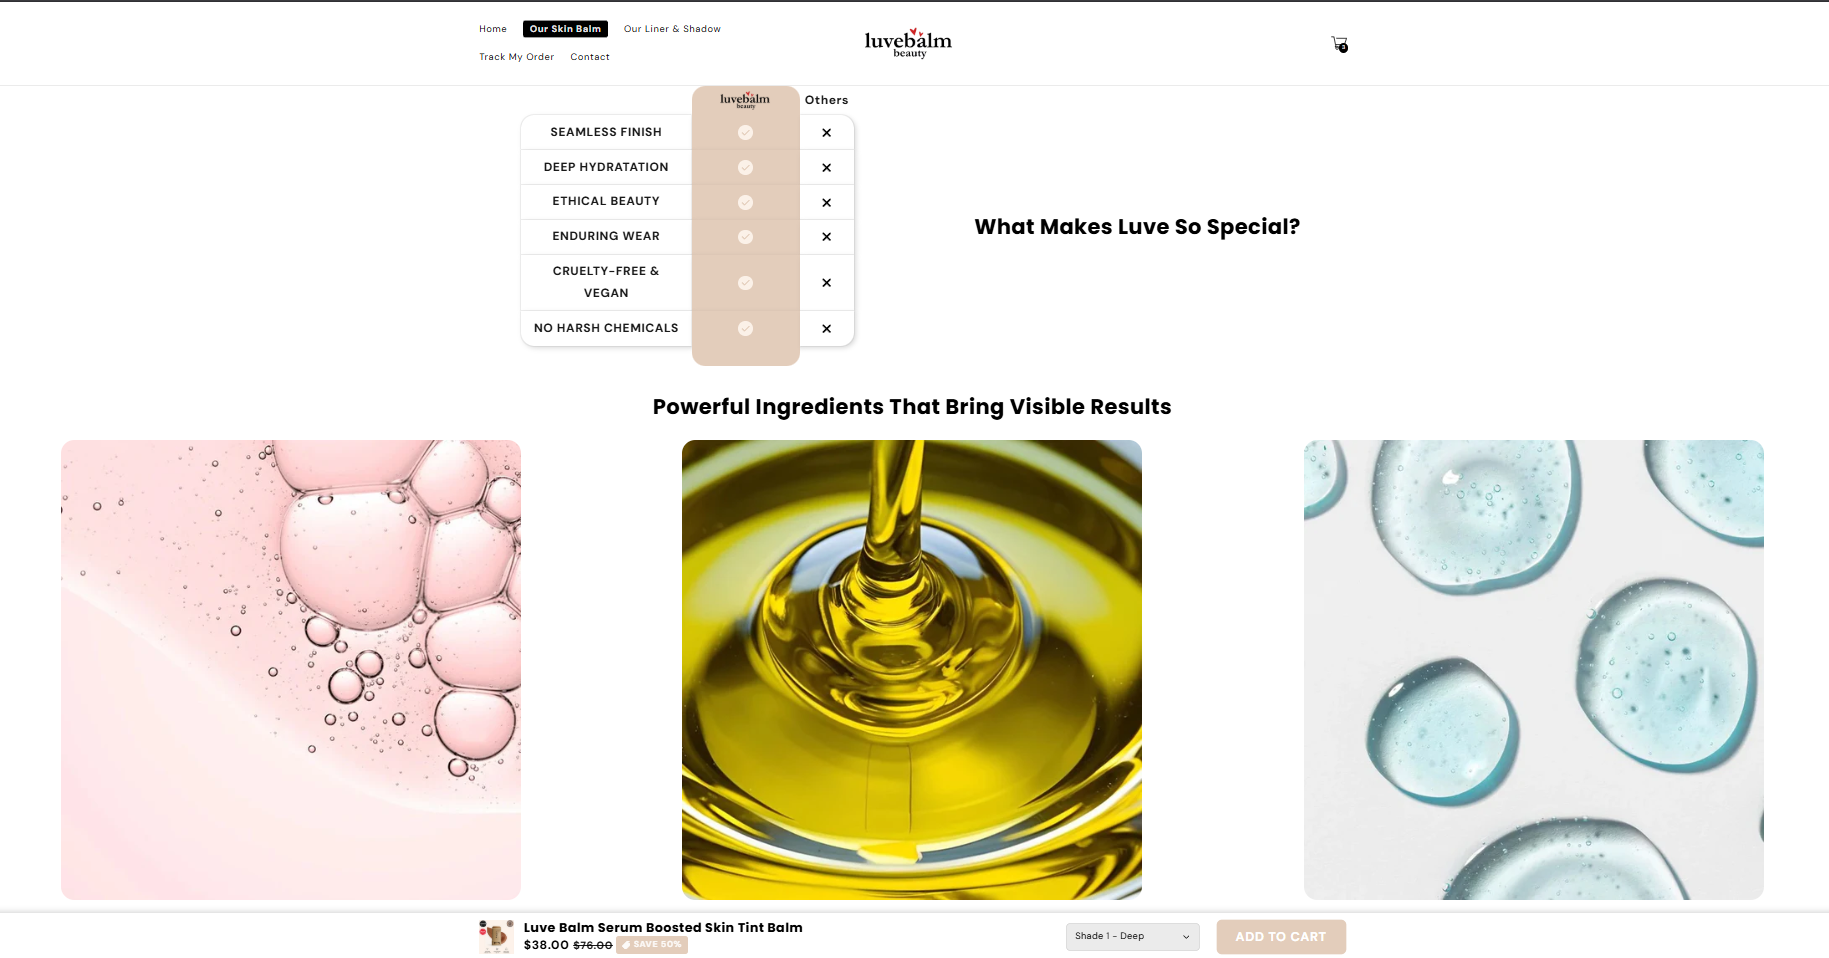 Home
Our Skin Balm
Our Liner & Shadow
Track My Order
Contact
luvebalm
beauty
luvebalm
beauty
Others
SEAMLESS FINISH
DEEP HYDRATATION
ETHICAL BEAUTY
ENDURING WEAR
CRUELTY-FREE &
VEGAN
NO HARSH CHEMICALS
What Makes Luve So Special?
Powerful Ingredients That Bring Visible Results
Luve Balm Serum Boosted Skin Tint Balm
$38.00 $76.00 SAVE 50%
Shade 1 - Deep
ADD TO CART